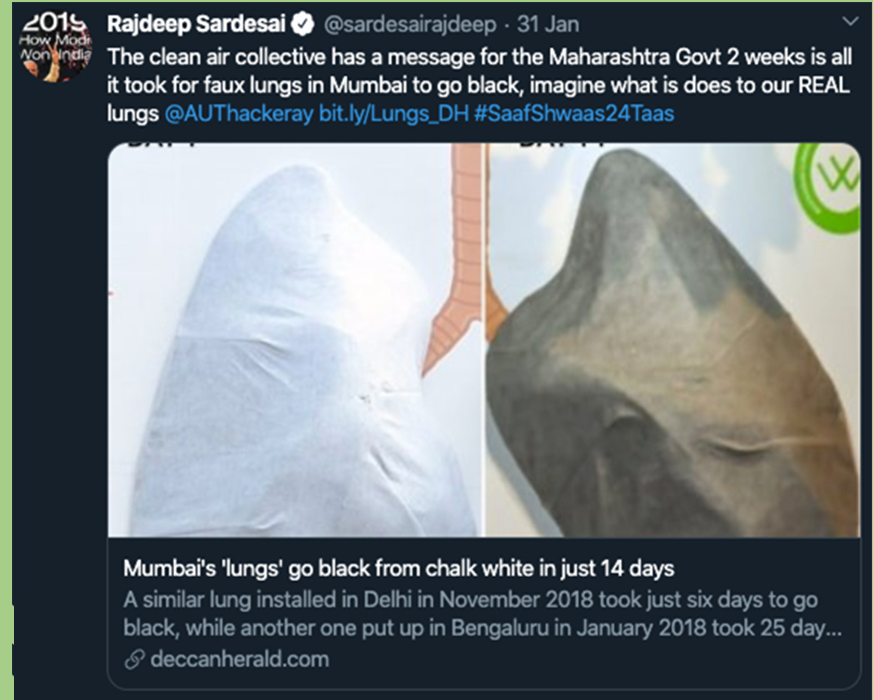 2019
How Modi
Won India
Rajdeep Sardesai @sardesairajdeep · 31 Jan
The clean air collective has a message for the Maharashtra Govt 2 weeks is all
it took for faux lungs in Mumbai to go black, imagine what is does to our REAL
lungs @AUThackeray bit.ly/Lungs_DH #SaafShwaas24Taas
Mumbai's 'lungs' go black from chalk white in just 14 days
A similar lung installed in Delhi in November 2018 took just six days to go
black, while another one put up in Bengaluru in January 2018 took 25 day...
deccanherald.com